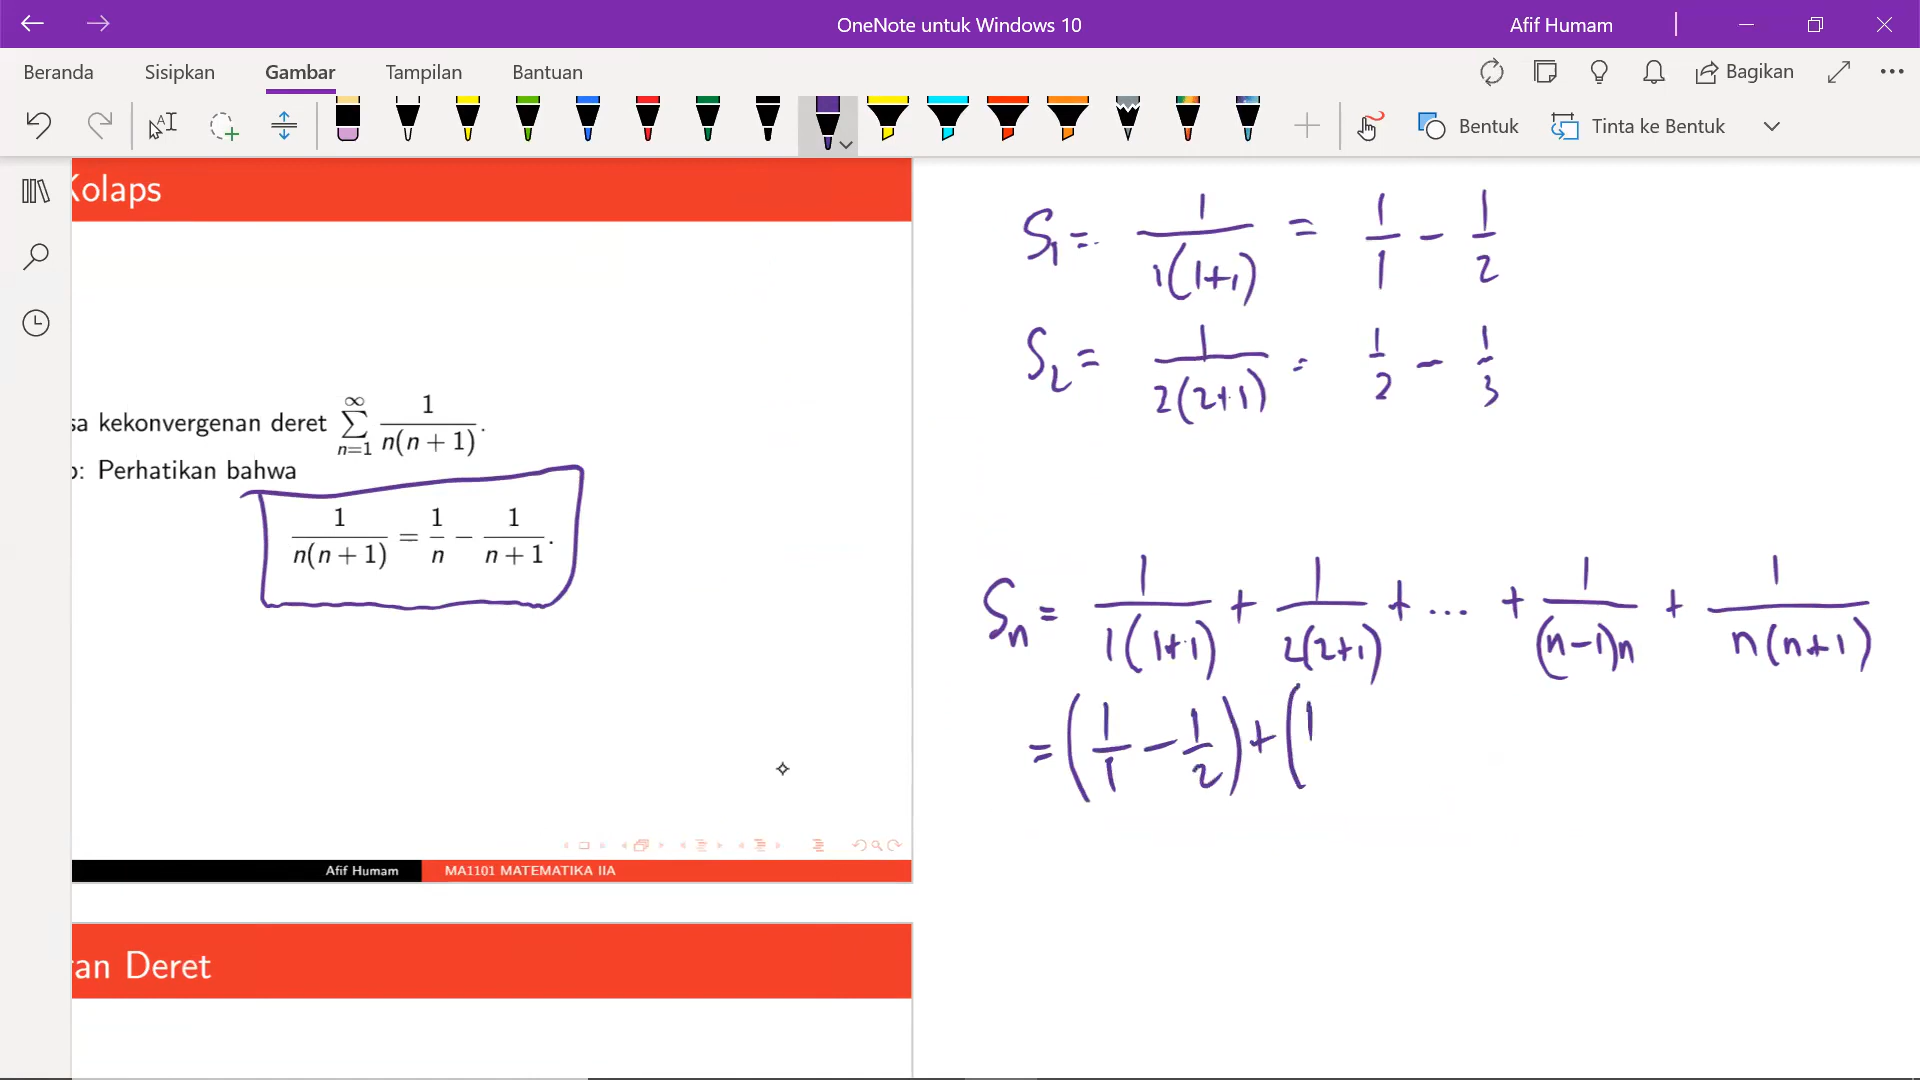 OneNote untuk Windows 10
Afif Humam
Beranda Sisipkan Gambar Tampilan Bantuan
Bagikan
Bentuk
Tinta ke Bentuk
Kolaps
sa kekonvergenan deret ∑_{n=1}^{∞} 1/(n(n + 1)).
b: Perhatikan bahwa
1/(n(n + 1)) = 1/n − 1/(n + 1).
Afif Humam MA1101 MATEMATIKA IIA
ran Deret
S₁ = 1/(1(1+1)) = 1/1 − 1/2
S₂ = 1/(2(2+1)) = 1/2 − 1/3
Sₙ = 1/(1(1+1)) + 1/(2(2+1)) + ... + 1/((n−1)n) + 1/(n(n+1))
= (1/1 − 1/2) + (1